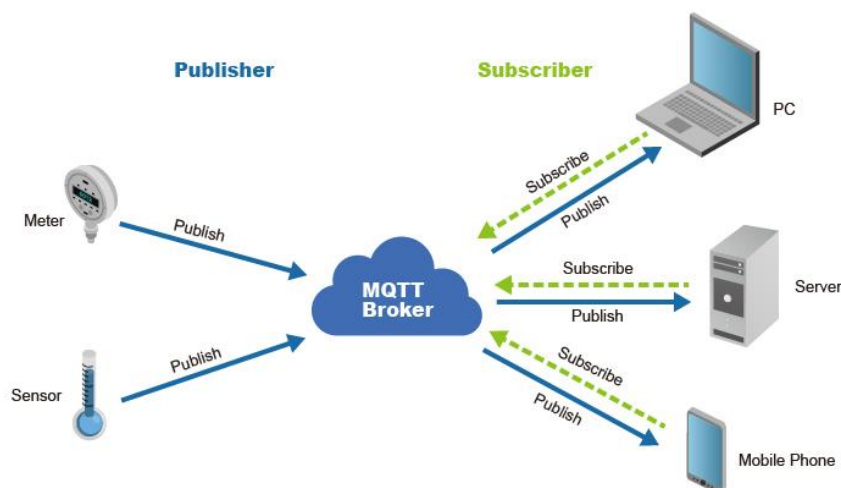 Publisher
Subscriber
PC
Subscribe
Publish
Meter
Publish
MQTT
Broker
Subscribe
Server
Publish
Sensor
Publish
Subscribe
Publish
Mobile Phone